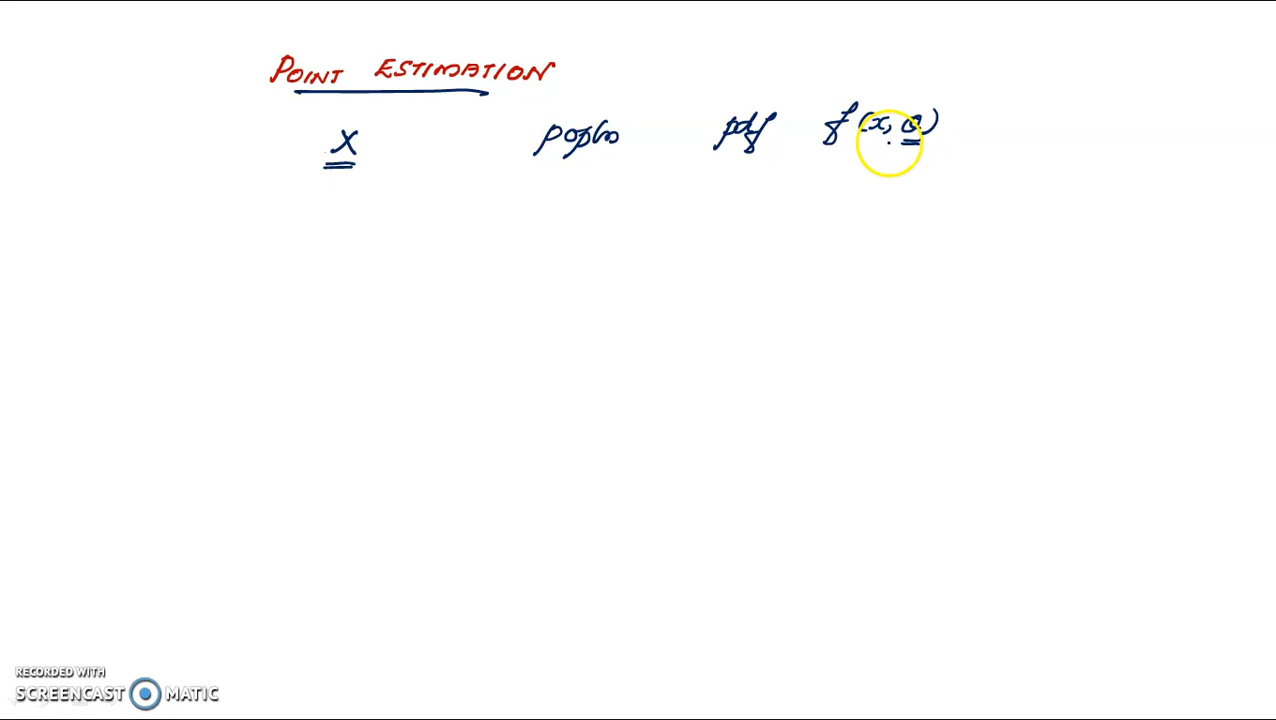 POINT ESTIMATION
X popln pdf f(x, θ)
RECORDED WITH
SCREENCAST MATIC